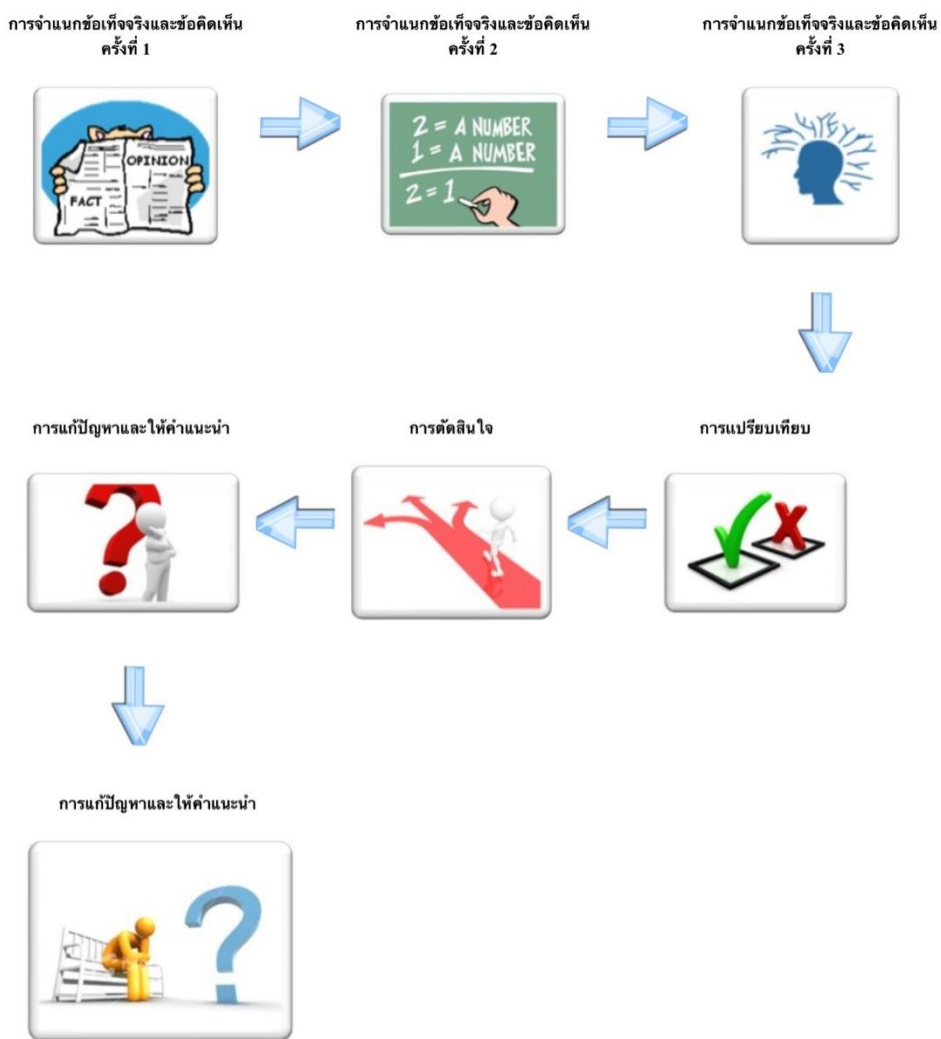 การจำแนกข้อเท็จจริงและข้อคิดเห็น
ครั้งที่ 1
การจำแนกข้อเท็จจริงและข้อคิดเห็น
ครั้งที่ 2
การจำแนกข้อเท็จจริงและข้อคิดเห็น
ครั้งที่ 3
OPINION
FACT
2 = A NUMBER
1 = A NUMBER
2 = 1
การแก้ปัญหาและให้คำแนะนำ
การตัดสินใจ
การแปรียบเทียบ
การแก้ปัญหาและให้คำแนะนำ